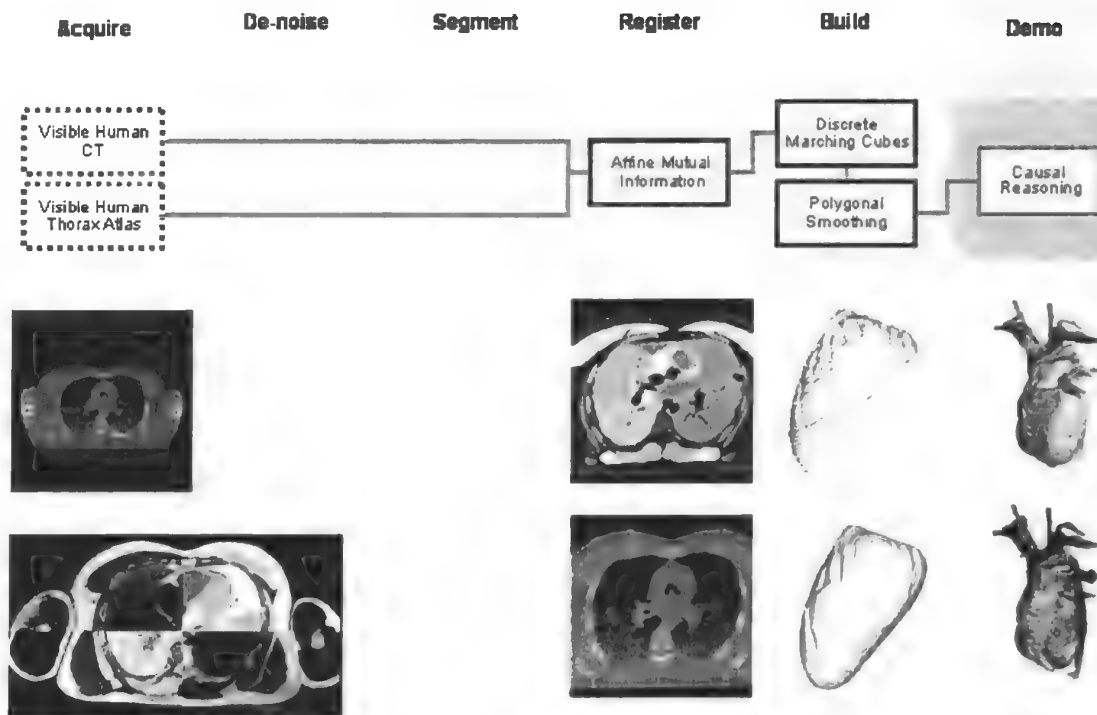 Acquire
De-noise
Segment
Register
Build
Demo
Visible Human
CT
Visible Human
Thorax Atlas
Affine Mutual
Information
Discrete
Marching Cubes
Polygonal
Smoothing
Causal
Reasoning